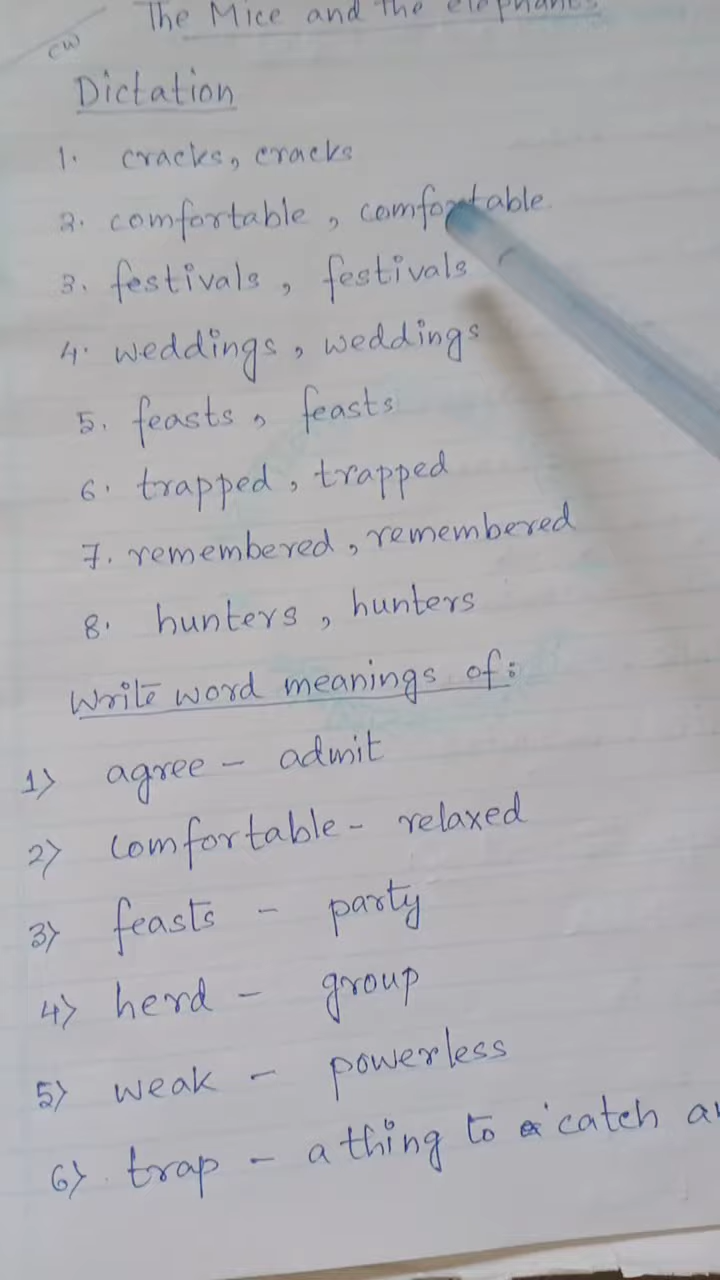 The Mice and The elephants
CW
Dictation
1. cracks, cracks
2. comfortable, comfortable
3. festivals, festivals
4. weddings, weddings
5. feasts, feasts
6. trapped, trapped
7. remembered, remembered
8. hunters, hunters
Write word meanings of:
1) agree - admit
2) comfortable - relaxed
3) feasts - party
4) herd - group
5) weak - powerless
6) trap - a thing to catch